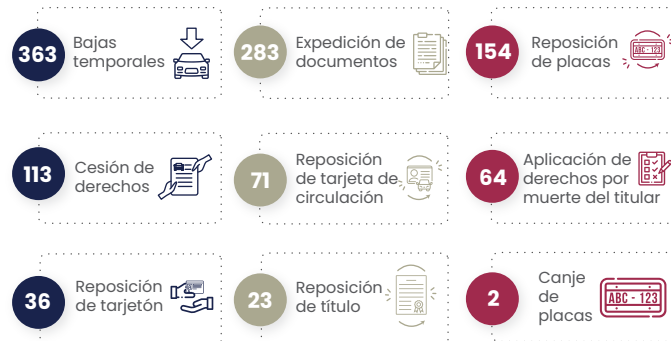 363
Bajas
temporales
283
Expedición de
documentos
154
Reposición
de placas
ABC - 123
113
Cesión de
derechos
71
Reposición
de tarjeta de
circulación
64
Aplicación de
derechos por
muerte del titular
36
Reposición
de tarjetón
23
Reposición
de título
2
Canje
de
placas
ABC - 123